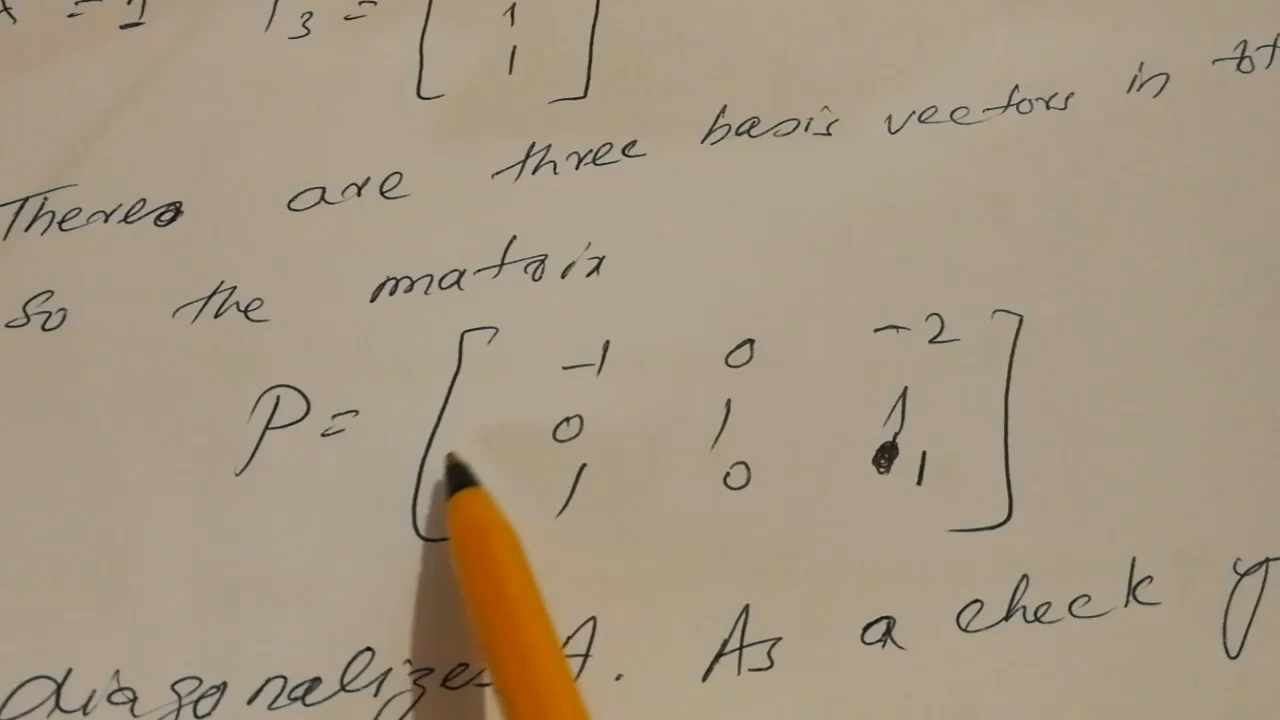 = 1 P3 = [ 1
1 ]
There are three basis vectors in
So the matrix
P = [ -1 0 -2
0 1 1
1 0 1 ]
diagonalizes A. As a check